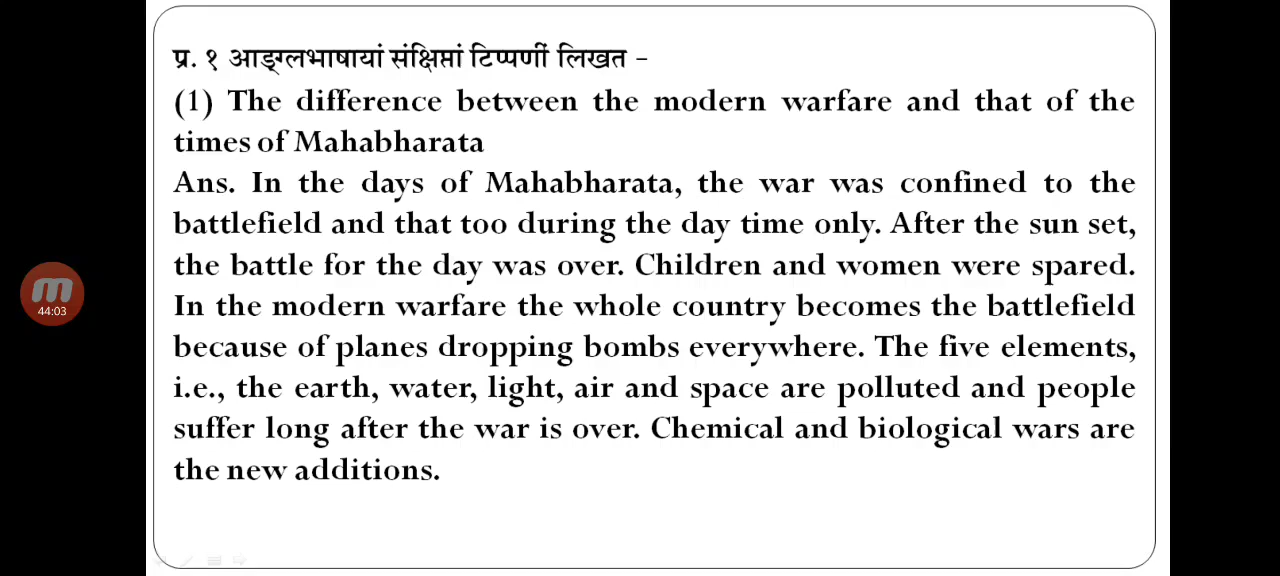 प्र. १ आङ्ग्लभाषायां संक्षिप्तां टिप्पणीं लिखत -
(1) The difference between the modern warfare and that of the
times of Mahabharata
Ans. In the days of Mahabharata, the war was confined to the
battlefield and that too during the day time only. After the sun set,
the battle for the day was over. Children and women were spared.
In the modern warfare the whole country becomes the battlefield
because of planes dropping bombs everywhere. The five elements,
i.e., the earth, water, light, air and space are polluted and people
suffer long after the war is over. Chemical and biological wars are
the new additions.
44:03